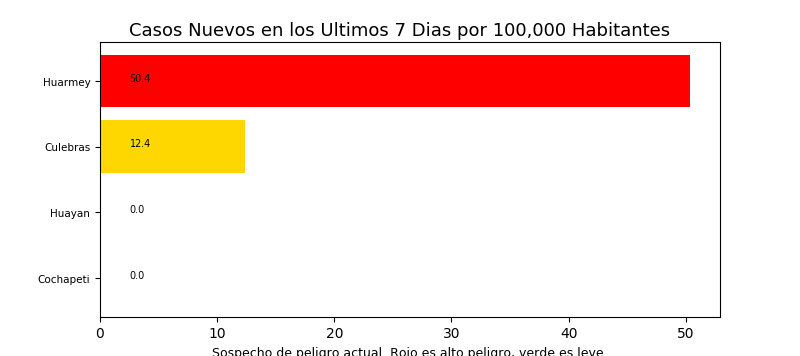 Casos Nuevos en los Ultimos 7 Dias por 100,000 Habitantes
Huarmey 50.4
Culebras 12.4
Huayan 0.0
Cochapeti 0.0
0 10 20 30 40 50
Sospecho de peligro actual. Rojo es alto peligro, verde es leve